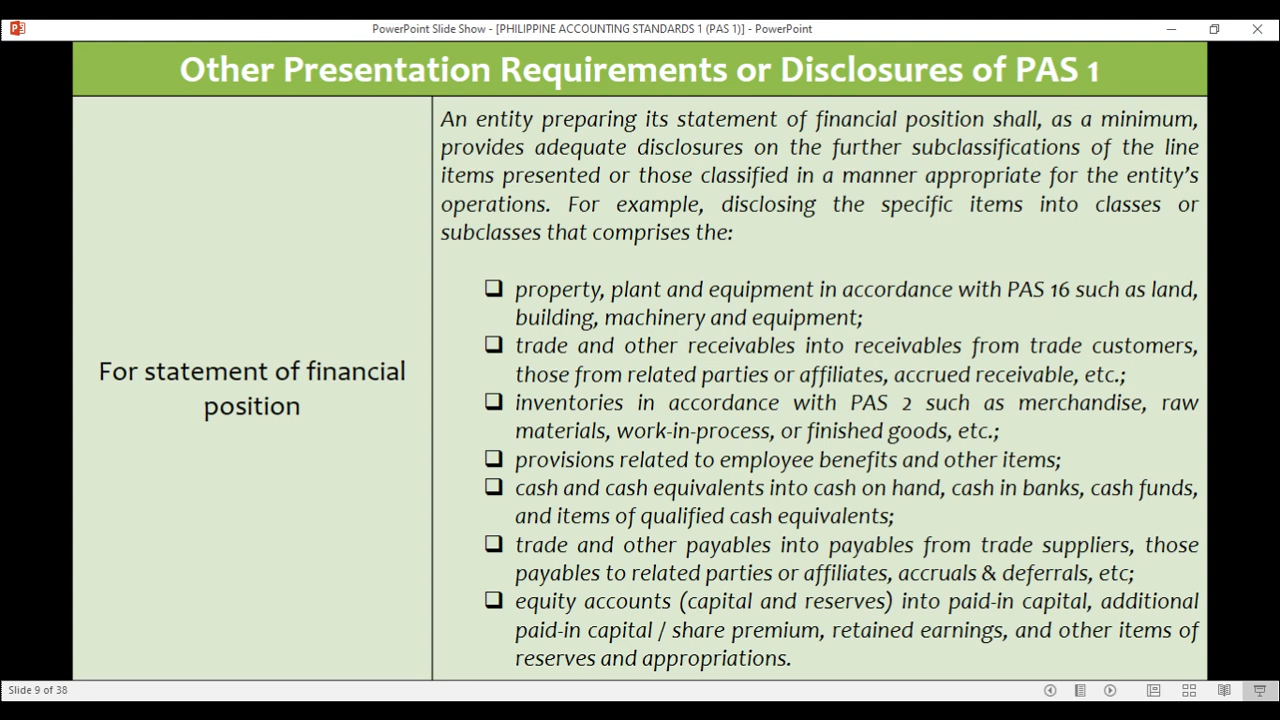 PowerPoint Slide Show - [PHILIPPINE ACCOUNTING STANDARDS 1 (PAS 1)] - PowerPoint
Other Presentation Requirements or Disclosures of PAS 1
For statement of financial
position
An entity preparing its statement of financial position shall, as a minimum,
provides adequate disclosures on the further subclassifications of the line
items presented or those classified in a manner appropriate for the entity's
operations. For example, disclosing the specific items into classes or
subclasses that comprises the:
❑ property, plant and equipment in accordance with PAS 16 such as land,
building, machinery and equipment;
❑ trade and other receivables into receivables from trade customers,
those from related parties or affiliates, accrued receivable, etc.;
❑ inventories in accordance with PAS 2 such as merchandise, raw
materials, work-in-process, or finished goods, etc.;
❑ provisions related to employee benefits and other items;
❑ cash and cash equivalents into cash on hand, cash in banks, cash funds,
and items of qualified cash equivalents;
❑ trade and other payables into payables from trade suppliers, those
payables to related parties or affiliates, accruals & deferrals, etc;
❑ equity accounts (capital and reserves) into paid-in capital, additional
paid-in capital / share premium, retained earnings, and other items of
reserves and appropriations.
Slide 9 of 38